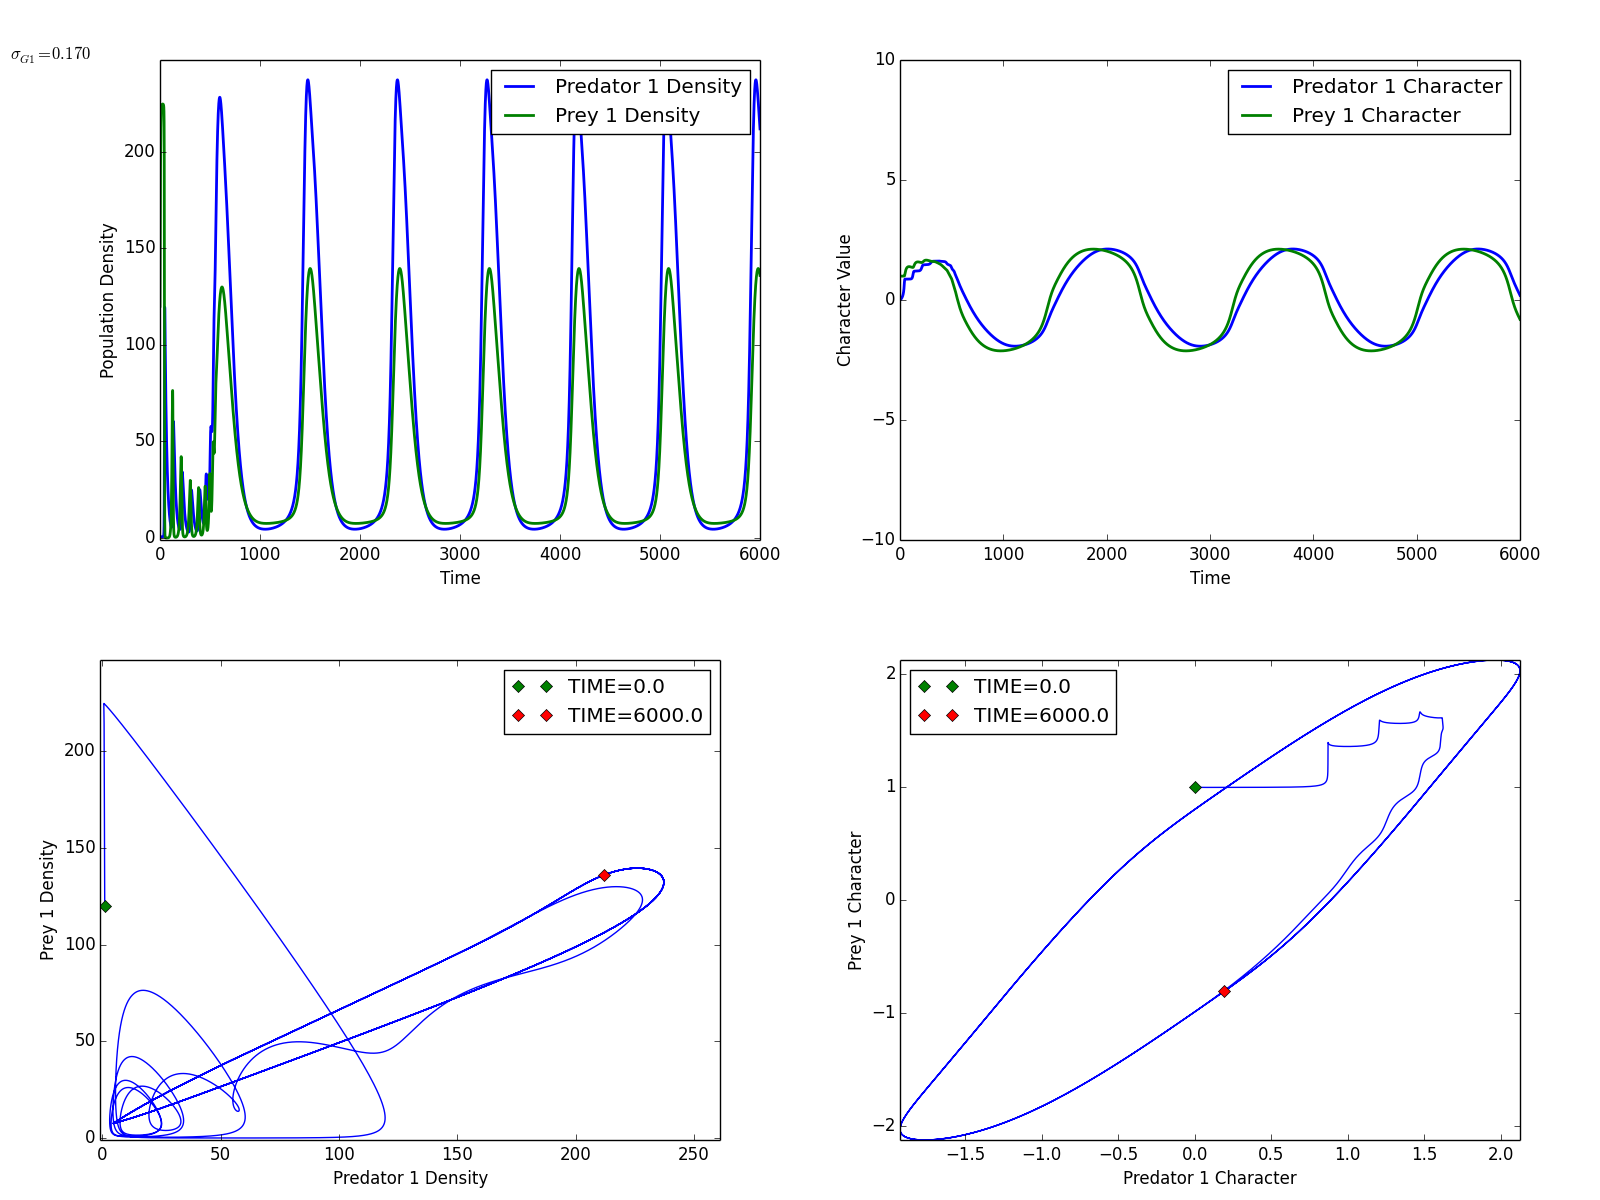 σ_G1=0.170
Predator 1 Density
Prey 1 Density
200
150
100
50
0
Population Density
0 1000 2000 3000 4000 5000 6000
Time
Predator 1 Character
Prey 1 Character
10
5
0
−5
−10
Character Value
0 1000 2000 3000 4000 5000 6000
Time
TIME=0.0
TIME=6000.0
200
150
100
50
0
Prey 1 Density
0 50 100 150 200 250
Predator 1 Density
TIME=0.0
TIME=6000.0
2
1
0
−1
−2
Prey 1 Character
−1.5 −1.0 −0.5 0.0 0.5 1.0 1.5 2.0
Predator 1 Character